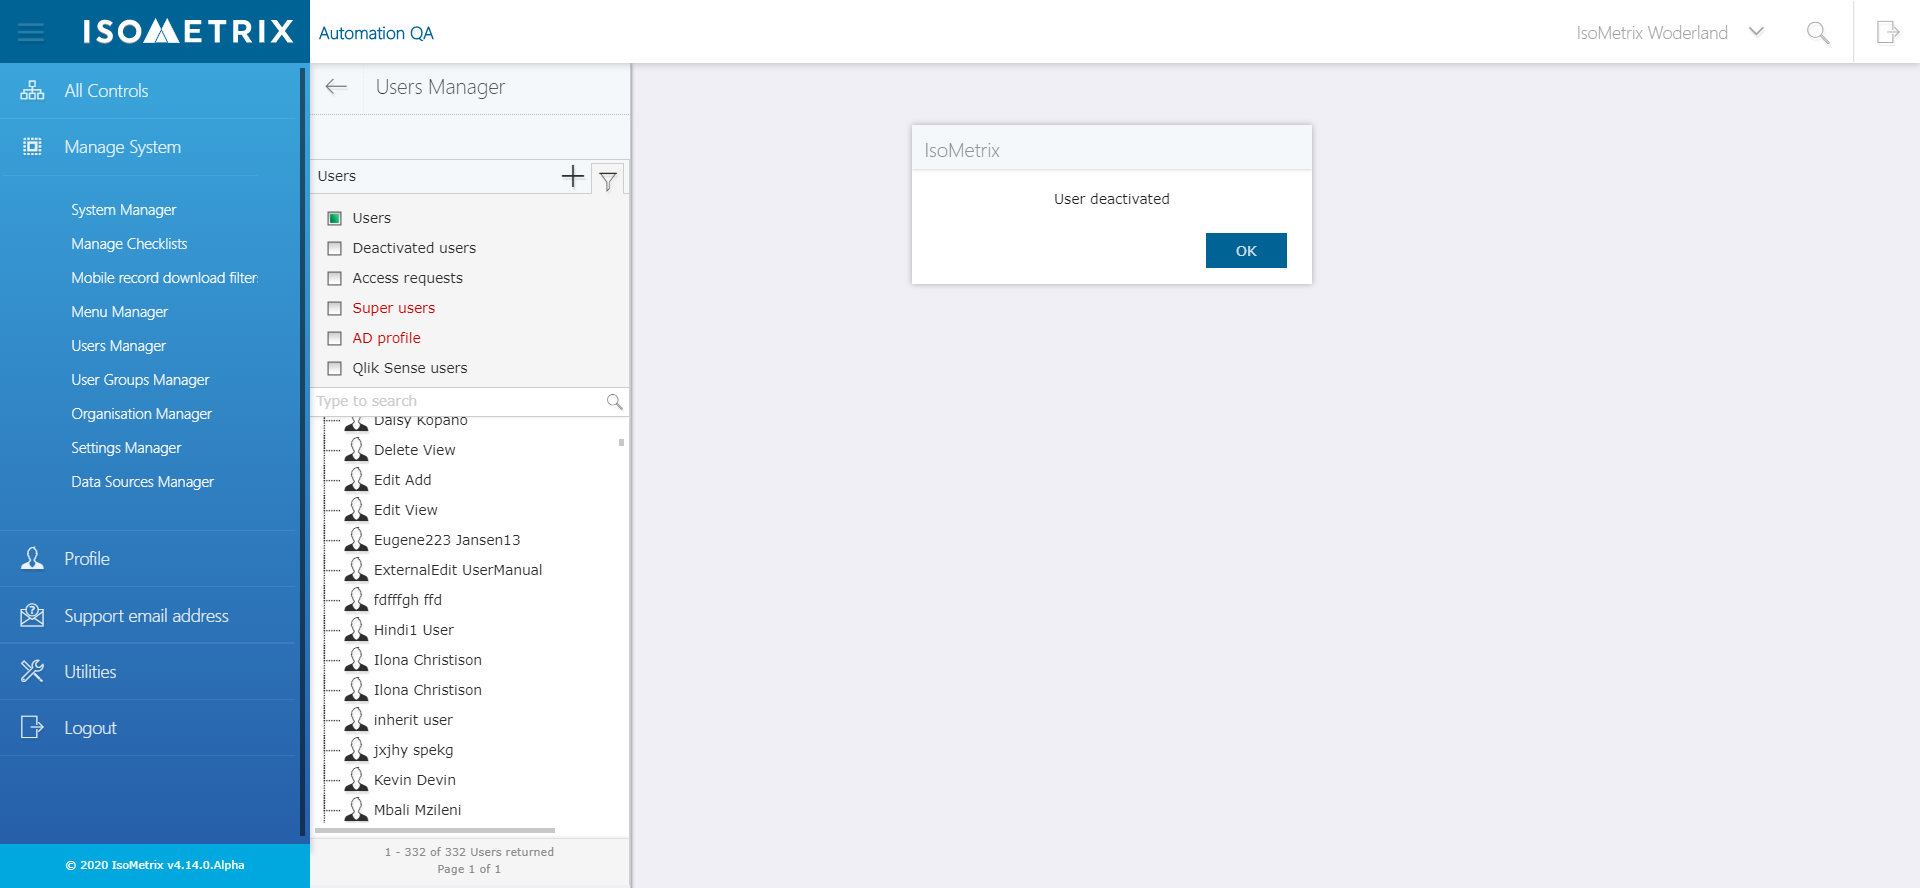 ISOMETRIX
Automation QA
IsoMetrix Woderland
All Controls
Manage System
System Manager
Manage Checklists
Mobile record download filter
Menu Manager
Users Manager
User Groups Manager
Organisation Manager
Settings Manager
Data Sources Manager
Profile
Support email address
Utilities
Logout
© 2020 IsoMetrix v4.14.0.Alpha
Users Manager
Users
Users
Deactivated users
Access requests
Super users
AD profile
Qlik Sense users
Type to search
Daisy Kopano
Delete View
Edit Add
Edit View
Eugene223 Jansen13
ExternalEdit UserManual
fdfffgh ffd
Hindi1 User
Ilona Christison
Ilona Christison
inherit user
jxjhy spekg
Kevin Devin
Mbali Mzileni
1 - 332 of 332 Users returned
Page 1 of 1
IsoMetrix
User deactivated
OK